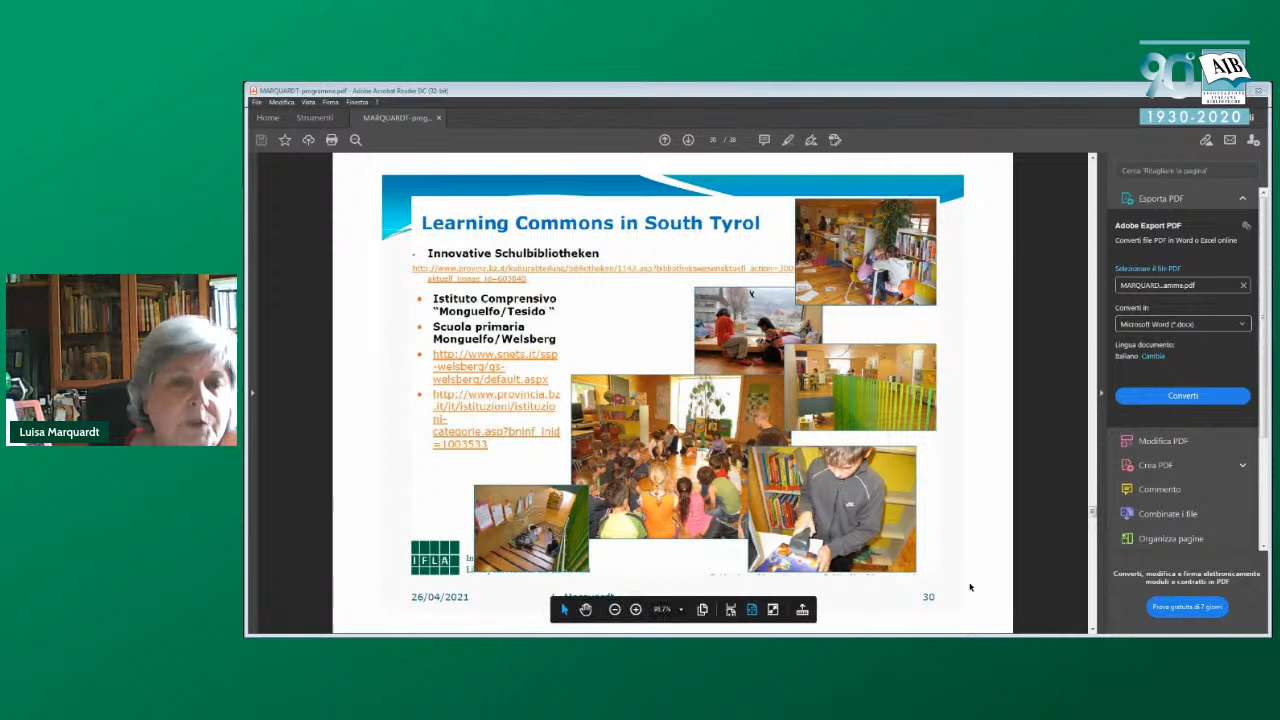 90°
AIB
ASSOCIAZIONE
ITALIANA
BIBLIOTECHE
1930-2020
MARQUARDT-programme.pdf - Adobe Acrobat Reader DC (32-bit)
File Modifica Vista Firma Finestra
Home Strumenti MARQUARDT-prog... ×
30 / 38
Learning Commons in South Tyrol
• Innovative Schulbibliotheken
• Istituto Comprensivo
"Monguelfo/Tesido "
• Scuola primaria
Monguelfo/Welsberg
• http://www.snets.it/ssp
-welsberg/gs-
welsberg/default.aspx
• http://www.provincia.bz
.it/it/istituzioni/istituzio
ni-
categorie.asp?bninf_inid
=1003533
IFLA
26/04/2021
30
98,7%
Luisa Marquardt
Cerca 'Ritagliare la pagina'
Esporta PDF
Adobe Export PDF
Converti file PDF in Word o Excel online
Selezionare il file PDF
MARQUARD...amme.pdf ×
Converti in
Microsoft Word (*.docx)
Lingua documento:
Italiano Cambia
Converti
Modifica PDF
Crea PDF
Commento
Combinate i file
Organizza pagine
Converti, modifica e firma elettronicamente
moduli e contratti in PDF
Prova gratuita di 7 giorni